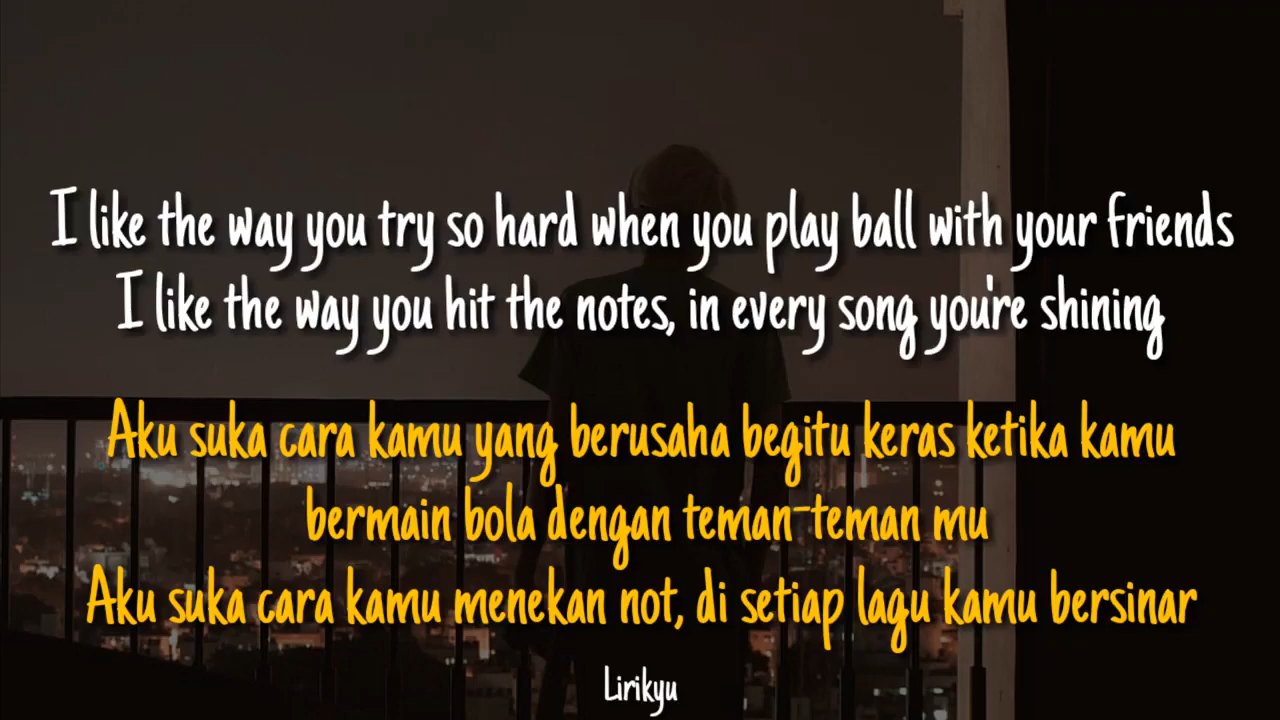 I like the way you try so hard when you play ball with your friends
I like the way you hit the notes, in every song you're shining
Aku suka cara kamu yang berusaha begitu keras ketika kamu
bermain bola dengan teman-teman mu
Aku suka cara kamu menekan not, di setiap lagu kamu bersinar
Lirikyu